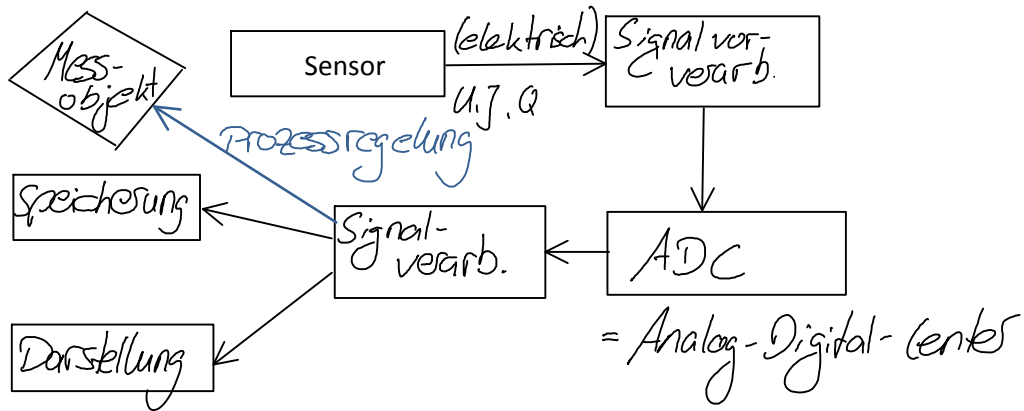 Mess-
objekt
Sensor
(elektrisch)
U, J, Q
Signal vor-
verarb.
Prozessregelung
Speicherung
Signal-
verarb.
ADC
= Analog-Digital-Center
Darstellung